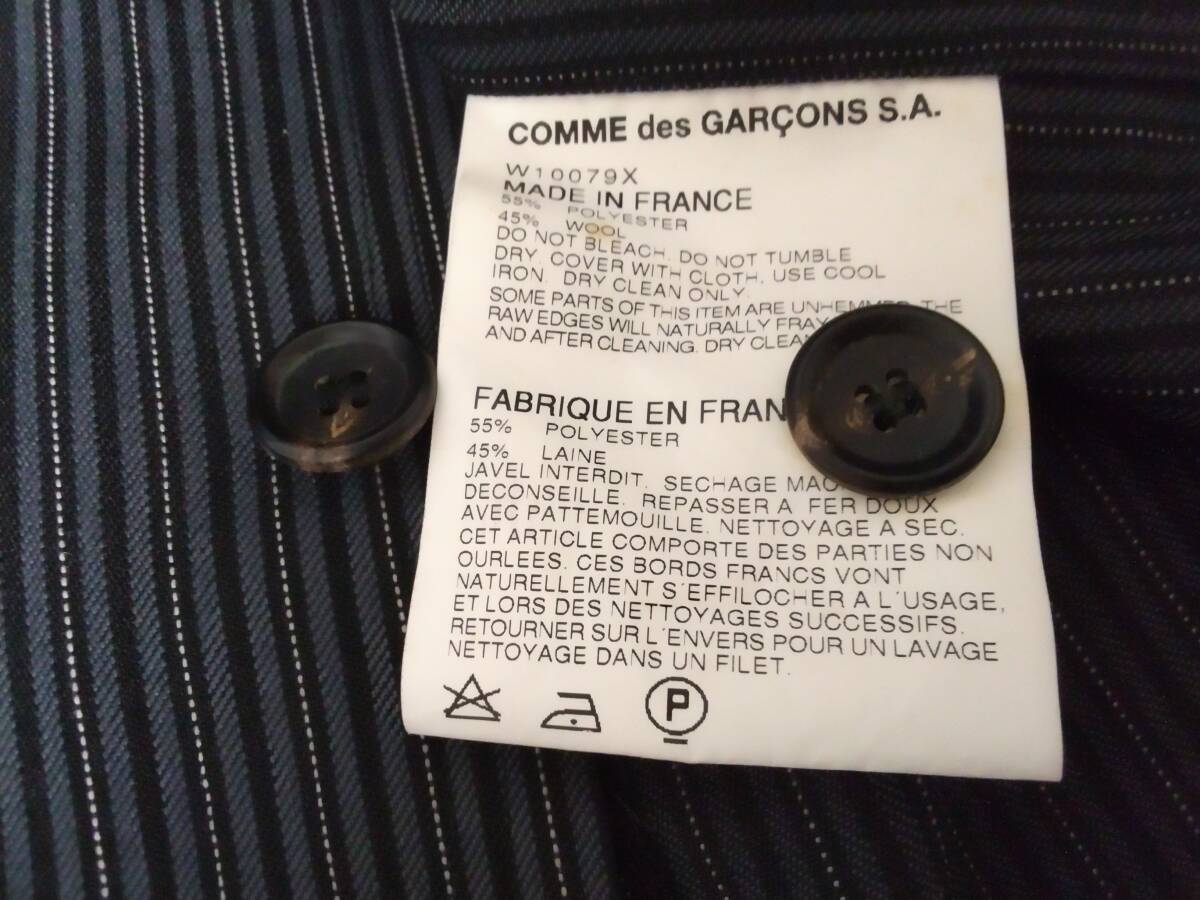 COMME des GARÇONS S.A.
W10079X
MADE IN FRANCE
55% POLYESTER
45% WOOL
DO NOT BLEACH. DO NOT TUMBLE
DRY. COVER WITH CLOTH. USE COOL
IRON. DRY CLEAN ONLY.
SOME PARTS OF THIS ITEM ARE UNHEMMED. THE
RAW EDGES WILL NATURALLY FRAY
AND AFTER CLEANING. DRY CLEA
FABRIQUE EN FRAN
55% POLYESTER
45% LAINE
JAVEL INTERDIT. SECHAGE MAC
DECONSEILLE. REPASSER A FER DOUX
AVEC PATTEMOUILLE. NETTOYAGE A SEC.
CET ARTICLE COMPORTE DES PARTIES NON
OURLEES. CES BORDS FRANCS VONT
NATURELLEMENT S'EFFILOCHER A L'USAGE,
ET LORS DES NETTOYAGES SUCCESSIFS.
RETOURNER SUR L'ENVERS POUR UN LAVAGE
NETTOYAGE DANS UN FILET.
P